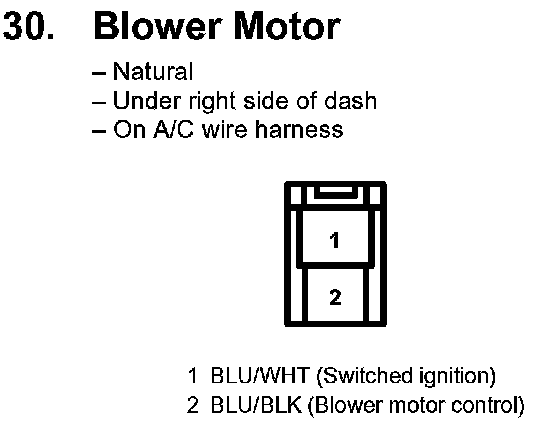 30. Blower Motor
– Natural
– Under right side of dash
– On A/C wire harness
1
2
1 BLU/WHT (Switched ignition)
2 BLU/BLK (Blower motor control)